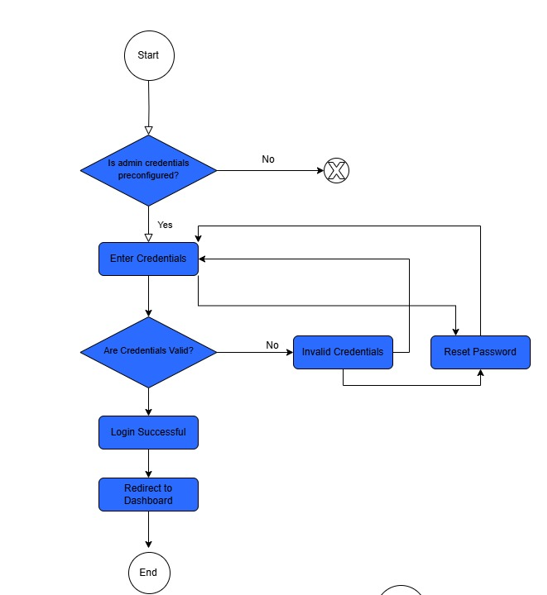 Start
Is admin credentials
preconfigured?
No
Yes
Enter Credentials
Are Credentials Valid?
No
Invalid Credentials
Reset Password
Login Successful
Redirect to
Dashboard
End